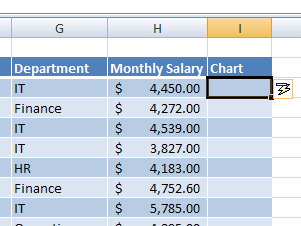 G H I
Department Monthly Salary Chart
IT $ 4,450.00
Finance $ 4,272.00
IT $ 4,539.00
IT $ 3,827.00
HR $ 4,183.00
Finance $ 4,752.60
IT $ 5,785.00